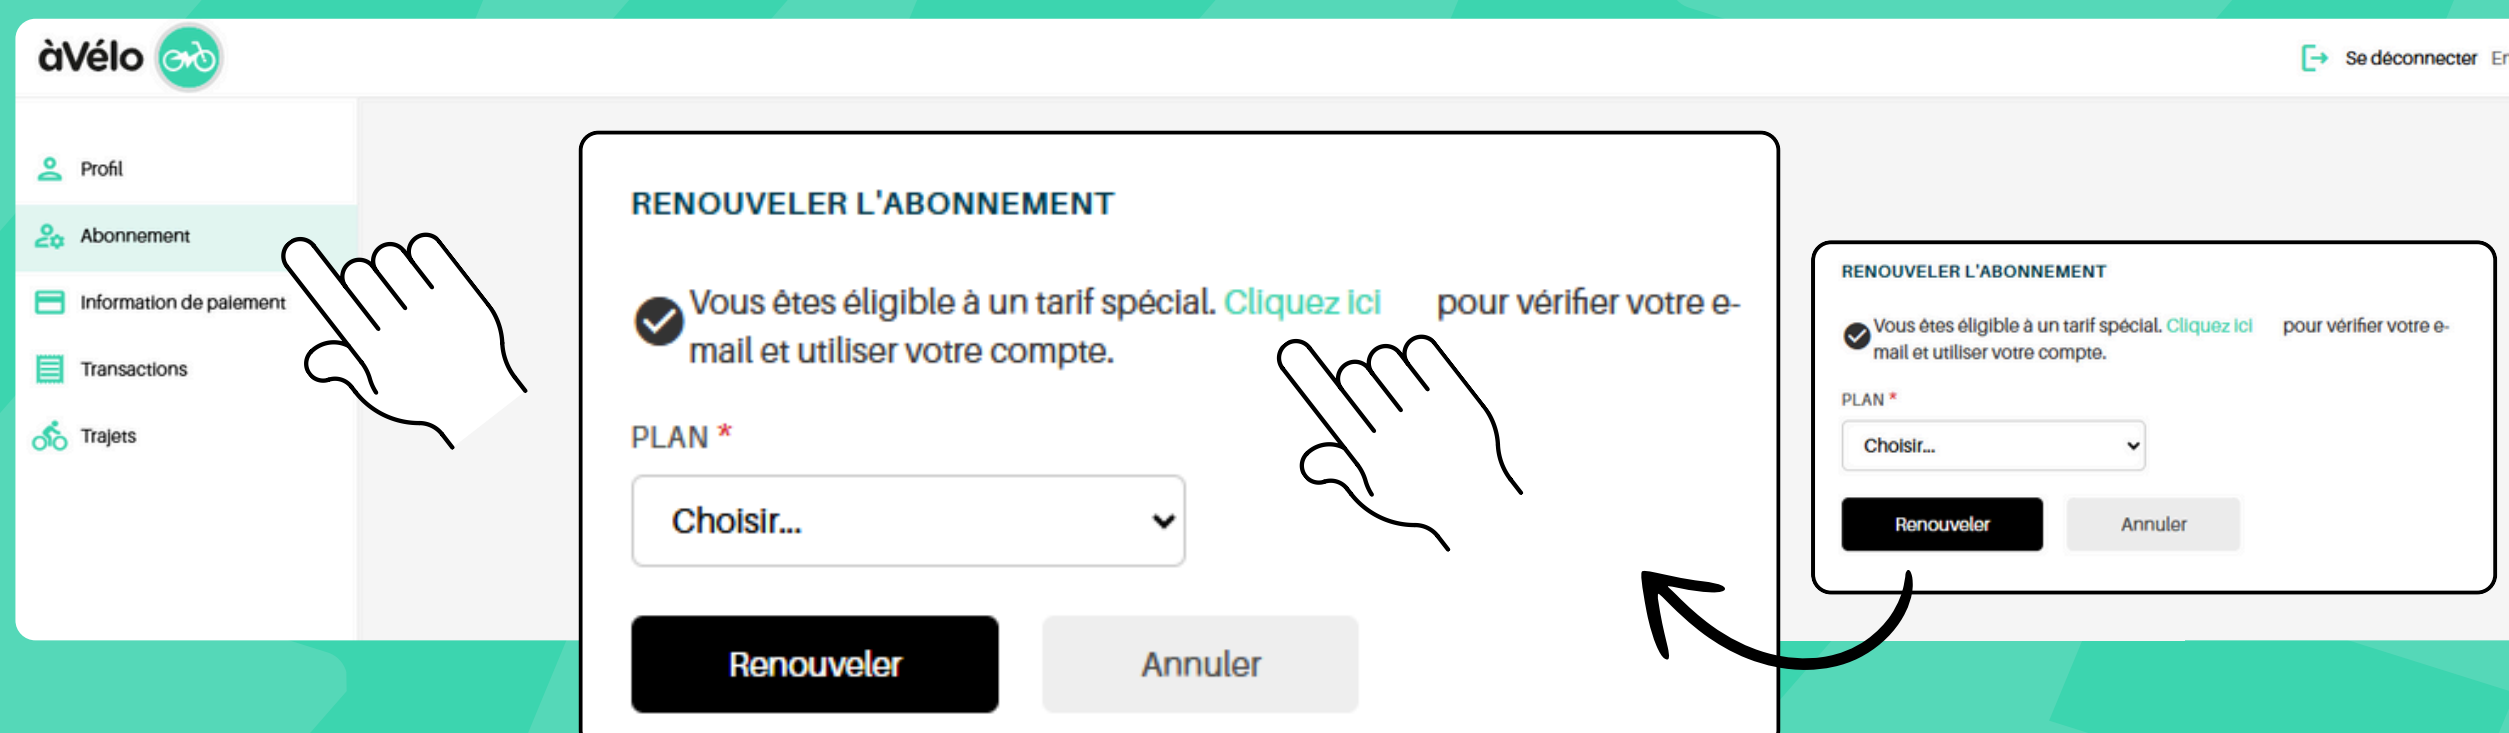 àVélo
Se déconnecter En
Profil
Abonnement
Information de paiement
Transactions
Trajets
RENOUVELER L'ABONNEMENT
Vous êtes éligible à un tarif spécial. Cliquez ici pour vérifier votre e-
mail et utiliser votre compte.
PLAN *
Choisir...
Renouveler Annuler
RENOUVELER L'ABONNEMENT
Vous êtes éligible à un tarif spécial. Cliquez ici pour vérifier votre e-
mail et utiliser votre compte.
PLAN *
Choisir...
Renouveler Annuler